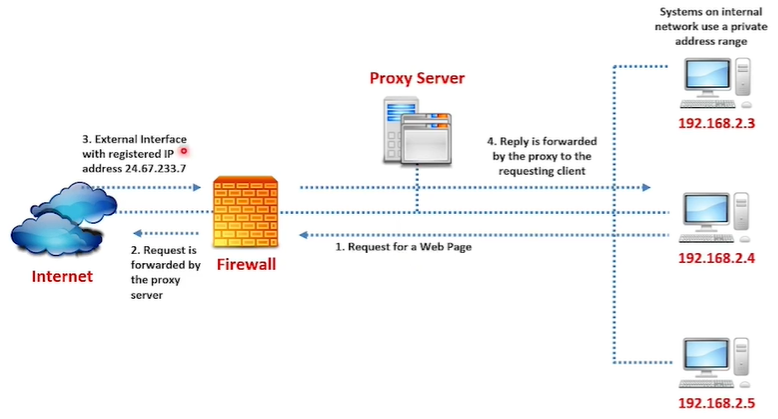 Systems on internal
network use a private
address range
Proxy Server
192.168.2.3
3. External Interface
with registered IP
address 24.67.233.7
4. Reply is forwarded
by the proxy to the
requesting client
Internet
2. Request is
forwarded by
the proxy
server
Firewall
1. Request for a Web Page
192.168.2.4
192.168.2.5